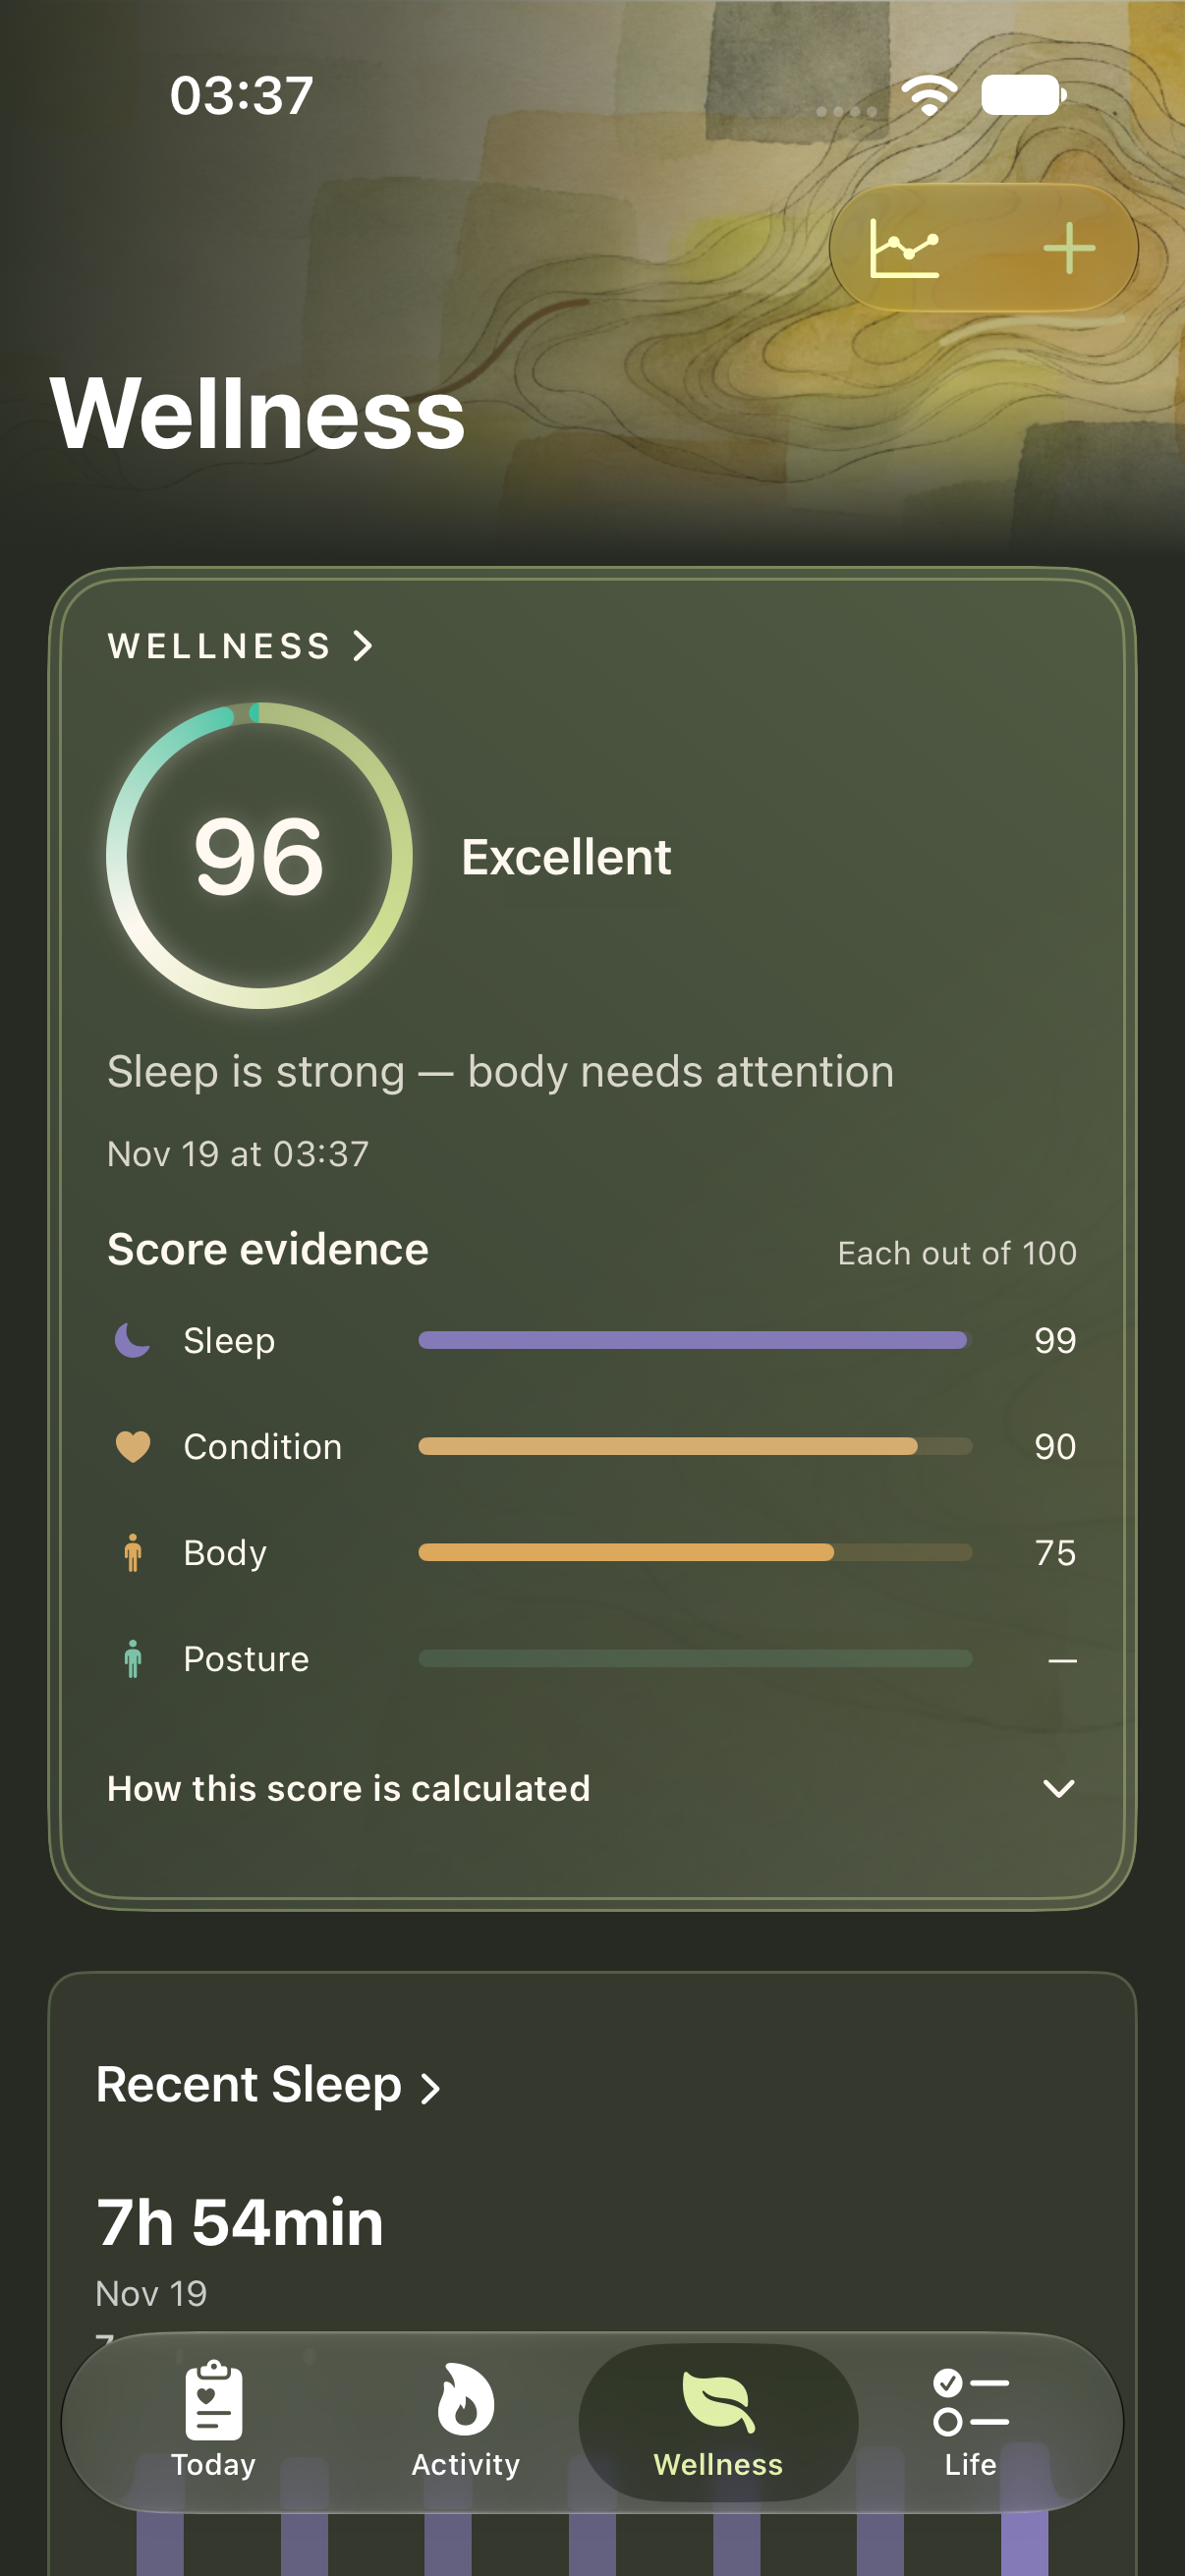 03:37
Wellness
WELLNESS
96
Excellent
Sleep is strong — body needs attention
Nov 19 at 03:37
Score evidence
Each out of 100
Sleep
99
Condition
90
Body
75
Posture
—
How this score is calculated
Recent Sleep
7h 54min
Nov 19
Today
Activity
Wellness
Life